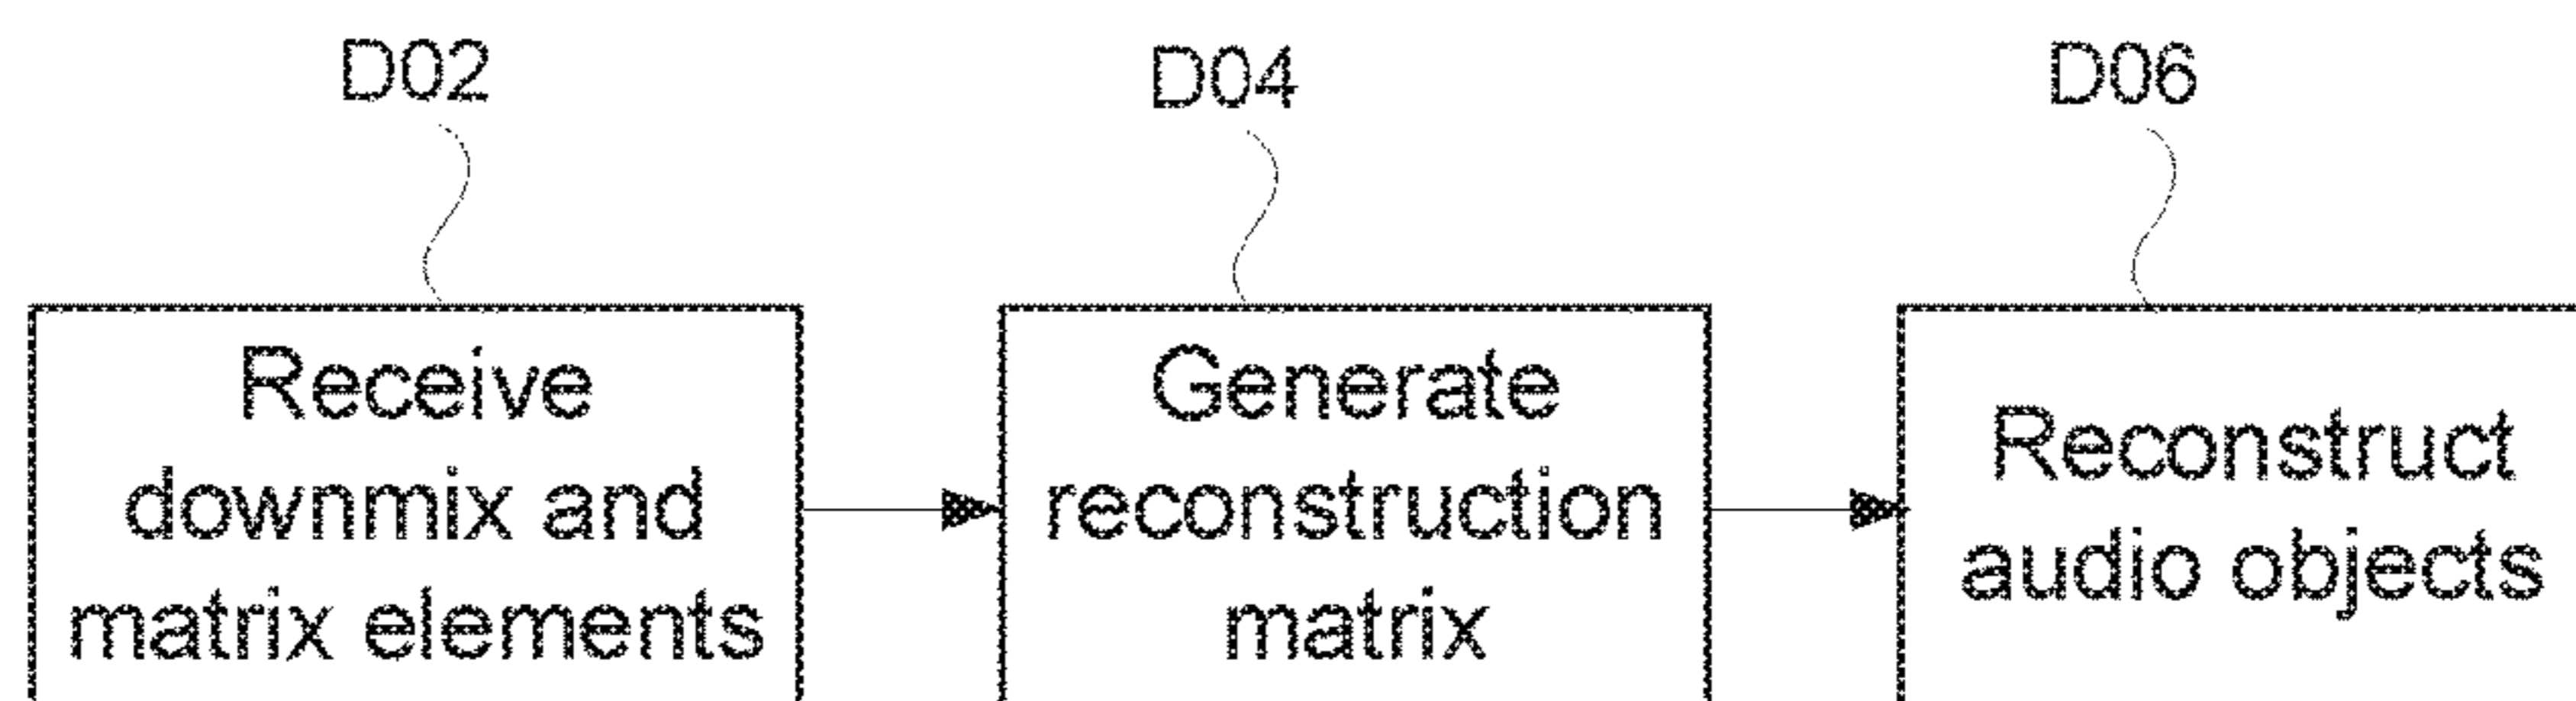 D02
D04
D06
Receive
downmix and
matrix elements
Generate
reconstruction
matrix
Reconstruct
audio objects